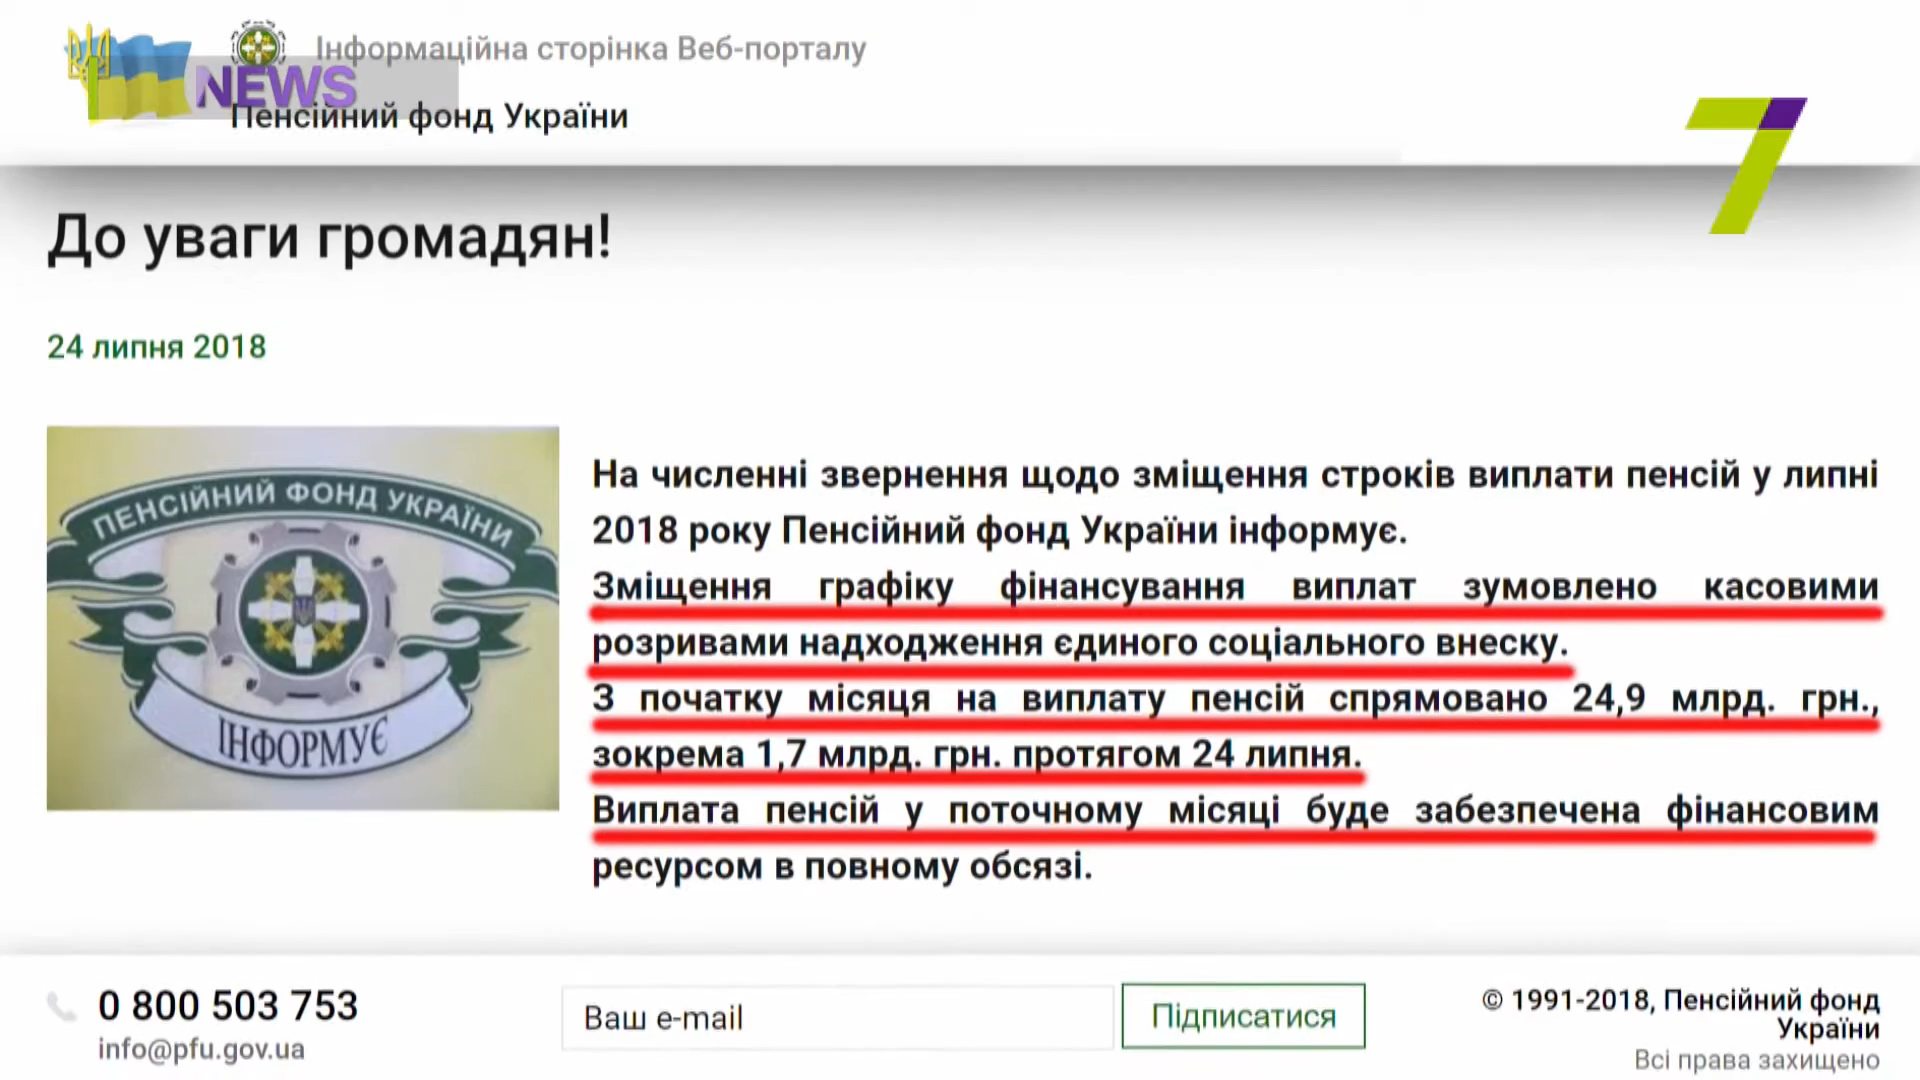 Інформаційна сторінка Веб-порталу
NEWS
Пенсійний фонд України
7
До уваги громадян!
24 липня 2018
ПЕНСІЙНИЙ ФОНД УКРАЇНИ
ІНФОРМУЄ
На численні звернення щодо зміщення строків виплати пенсій у липні
2018 року Пенсійний фонд України інформує.
Зміщення графіку фінансування виплат зумовлено касовими
розривами надходження єдиного соціального внеску.
З початку місяця на виплату пенсій спрямовано 24,9 млрд. грн.,
зокрема 1,7 млрд. грн. протягом 24 липня.
Виплата пенсій у поточному місяці буде забезпечена фінансовим
ресурсом в повному обсязі.
0 800 503 753
info@pfu.gov.ua
Ваш e-mail
Підписатися
© 1991-2018, Пенсійний фонд
України
Всі права захищено